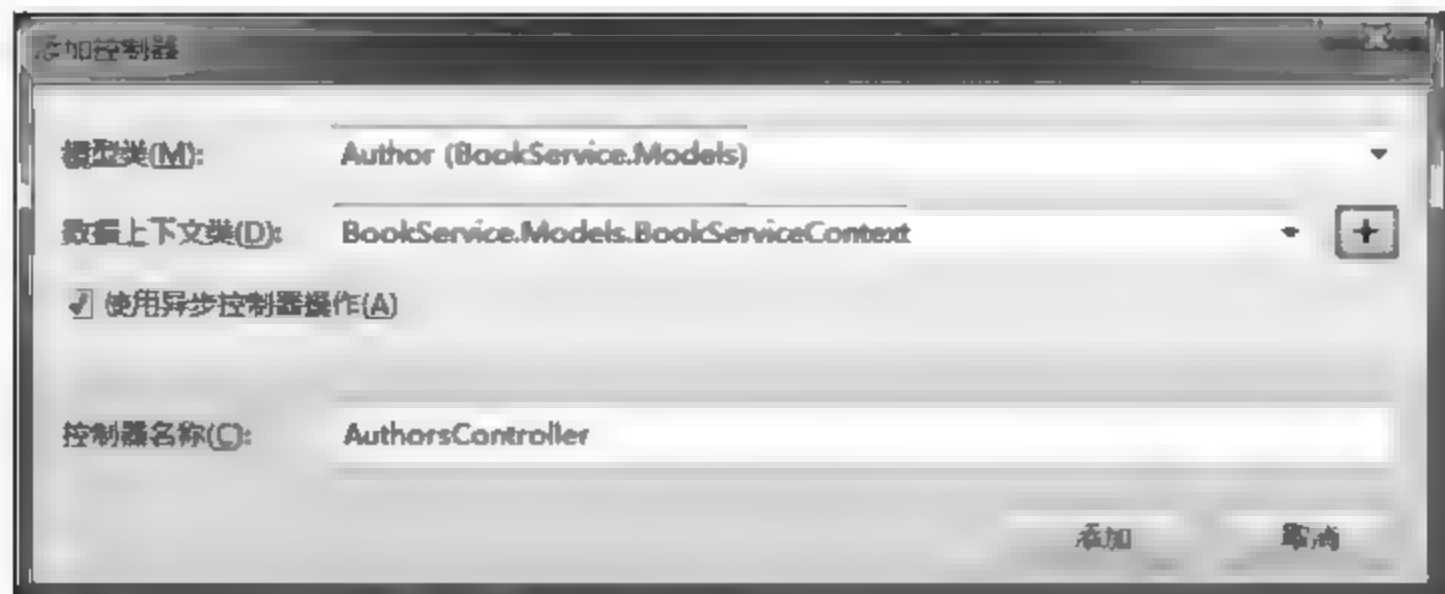 添加控制器
模型类(M): Author (BookService.Models)
数据上下文类(D): BookService.Models.BookServiceContext
使用异步控制器操作(A)
控制器名称(C): AuthorsController
添加 取消